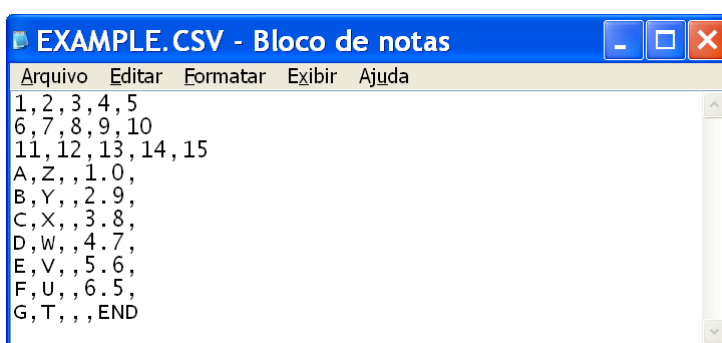 EXAMPLE.CSV - Bloco de notas
Arquivo Editar Formatar Exibir Ajuda
1,2,3,4,5
6,7,8,9,10
11,12,13,14,15
A,Z,,1.0,
B,Y,,2.9,
C,X,,3.8,
D,W,,4.7,
E,V,,5.6,
F,U,,6.5,
G,T,,,END